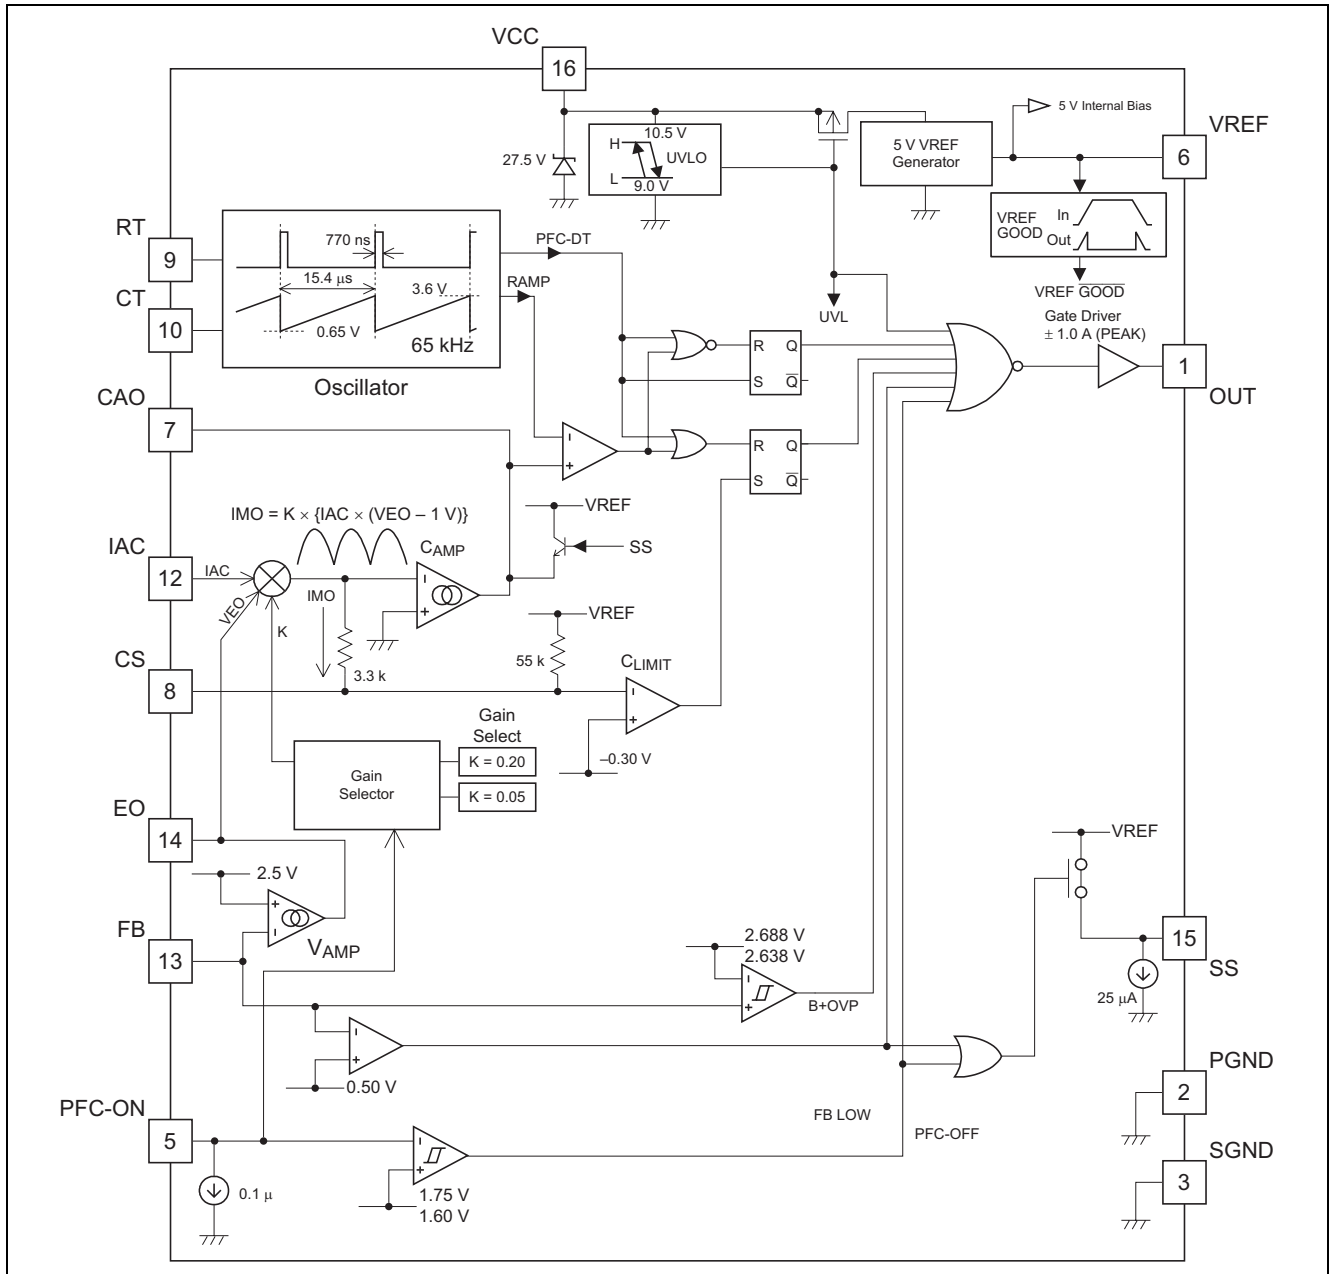 VCC
16
5 V Internal Bias
VREF
6
10.5 V
H
UVLO
L
9.0 V
27.5 V
5 V VREF
Generator
VREF
GOOD
In
Out
VREF G̅O̅O̅D̅
RT
9
CT
10
770 ns
15.4 μs
3.6 V
0.65 V
65 kHz
Oscillator
PFC-DT
RAMP
UVL
Gate Driver
± 1.0 A (PEAK)
1
OUT
R
Q
S
Q̅
R
Q
S
Q̅
CAO
7
VREF
SS
IMO = K × {IAC × (VEO – 1 V)}
CAMP
IAC
12
IAC
VEO
IMO
K
3.3 k
VREF
55 k
CS
8
CLIMIT
–0.30 V
Gain
Select
K = 0.20
K = 0.05
Gain
Selector
EO
14
2.5 V
VAMP
FB
13
VREF
15
SS
25 μA
2.688 V
2.638 V
B+OVP
0.50 V
PGND
2
FB LOW
PFC-OFF
PFC-ON
5
0.1 μ
1.75 V
1.60 V
SGND
3